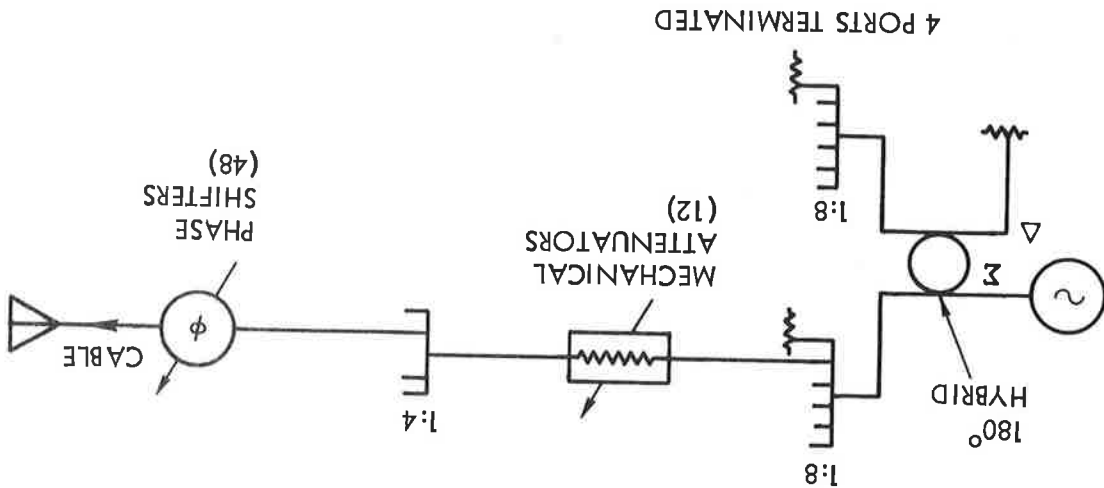 1:8
180°
HYBRID
1:4
CABLE
Σ
~
Δ
ϕ
MECHANICAL
ATTENUATORS
(12)
PHASE
SHIFTERS
(48)
1:8
4 PORTS TERMINATED